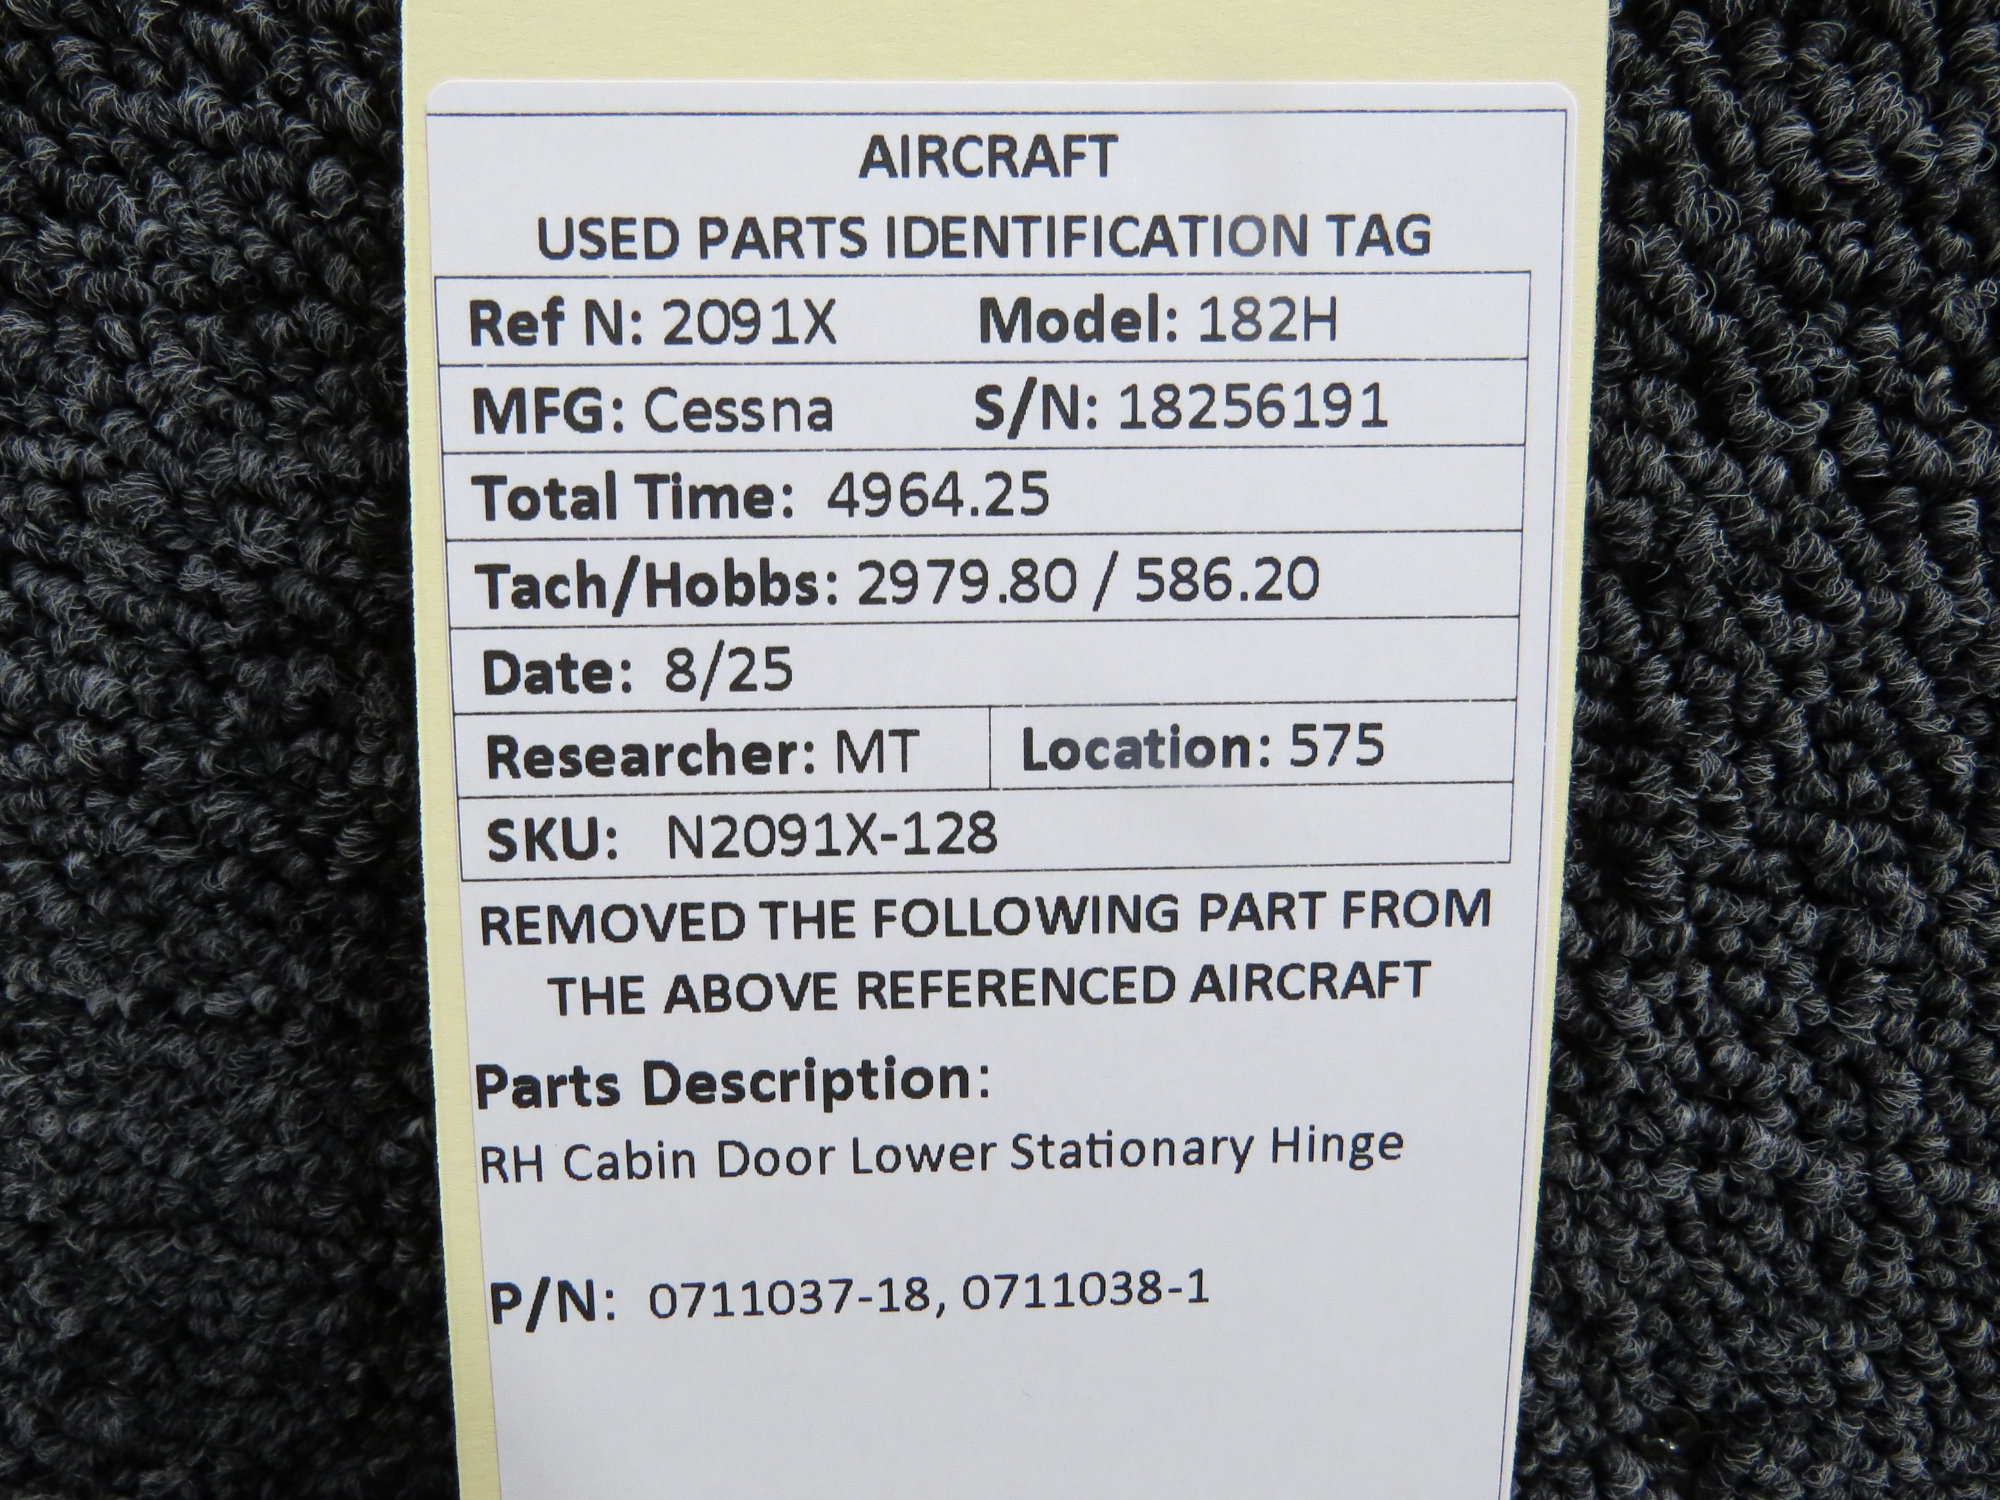 AIRCRAFT
USED PARTS IDENTIFICATION TAG
Ref N: 2091X Model: 182H
MFG: Cessna S/N: 18256191
Total Time: 4964.25
Tach/Hobbs: 2979.80 / 586.20
Date: 8/25
Researcher: MT Location: 575
SKU: N2091X-128
REMOVED THE FOLLOWING PART FROM
THE ABOVE REFERENCED AIRCRAFT
Parts Description:
RH Cabin Door Lower Stationary Hinge
P/N: 0711037-18, 0711038-1